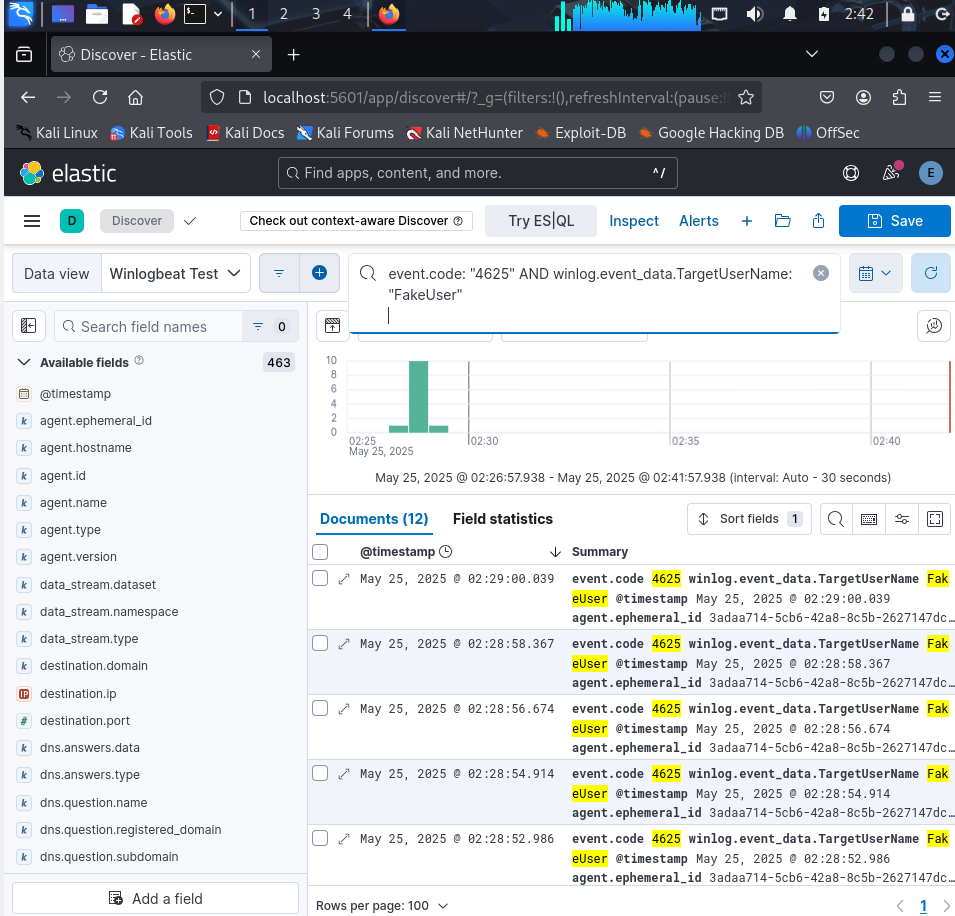 1 2 3 4 2:42
Discover - Elastic
localhost:5601/app/discover#/?_g=(filters:!(),refreshInterval:(pause:
Kali Linux Kali Tools Kali Docs Kali Forums Kali NetHunter Exploit-DB Google Hacking DB OffSec
elastic Find apps, content, and more. ^/ E
D Discover Check out context-aware Discover Try ES|QL Inspect Alerts Save
Data view Winlogbeat Test event.code: "4625" AND winlog.event_data.TargetUserName:
"FakeUser"
Search field names 0
Available fields 463
@timestamp
agent.ephemeral_id
agent.hostname
agent.id
agent.name
agent.type
agent.version
data_stream.dataset
data_stream.namespace
data_stream.type
destination.domain
destination.ip
destination.port
dns.answers.data
dns.answers.type
dns.question.name
dns.question.registered_domain
dns.question.subdomain
Add a field
10
8
6
4
2
0
02:25 02:30 02:35 02:40
May 25, 2025
May 25, 2025 @ 02:26:57.938 - May 25, 2025 @ 02:41:57.938 (interval: Auto - 30 seconds)
Documents (12) Field statistics Sort fields 1
@timestamp Summary
May 25, 2025 @ 02:29:00.039 event.code 4625 winlog.event_data.TargetUserName Fak
eUser @timestamp May 25, 2025 @ 02:29:00.039
agent.ephemeral_id 3adaa714-5cb6-42a8-8c5b-2627147dc…
May 25, 2025 @ 02:28:58.367 event.code 4625 winlog.event_data.TargetUserName Fak
eUser @timestamp May 25, 2025 @ 02:28:58.367
agent.ephemeral_id 3adaa714-5cb6-42a8-8c5b-2627147dc…
May 25, 2025 @ 02:28:56.674 event.code 4625 winlog.event_data.TargetUserName Fak
eUser @timestamp May 25, 2025 @ 02:28:56.674
agent.ephemeral_id 3adaa714-5cb6-42a8-8c5b-2627147dc…
May 25, 2025 @ 02:28:54.914 event.code 4625 winlog.event_data.TargetUserName Fak
eUser @timestamp May 25, 2025 @ 02:28:54.914
agent.ephemeral_id 3adaa714-5cb6-42a8-8c5b-2627147dc…
May 25, 2025 @ 02:28:52.986 event.code 4625 winlog.event_data.TargetUserName Fak
eUser @timestamp May 25, 2025 @ 02:28:52.986
agent.ephemeral_id 3adaa714-5cb6-42a8-8c5b-2627147dc…
Rows per page: 100 1